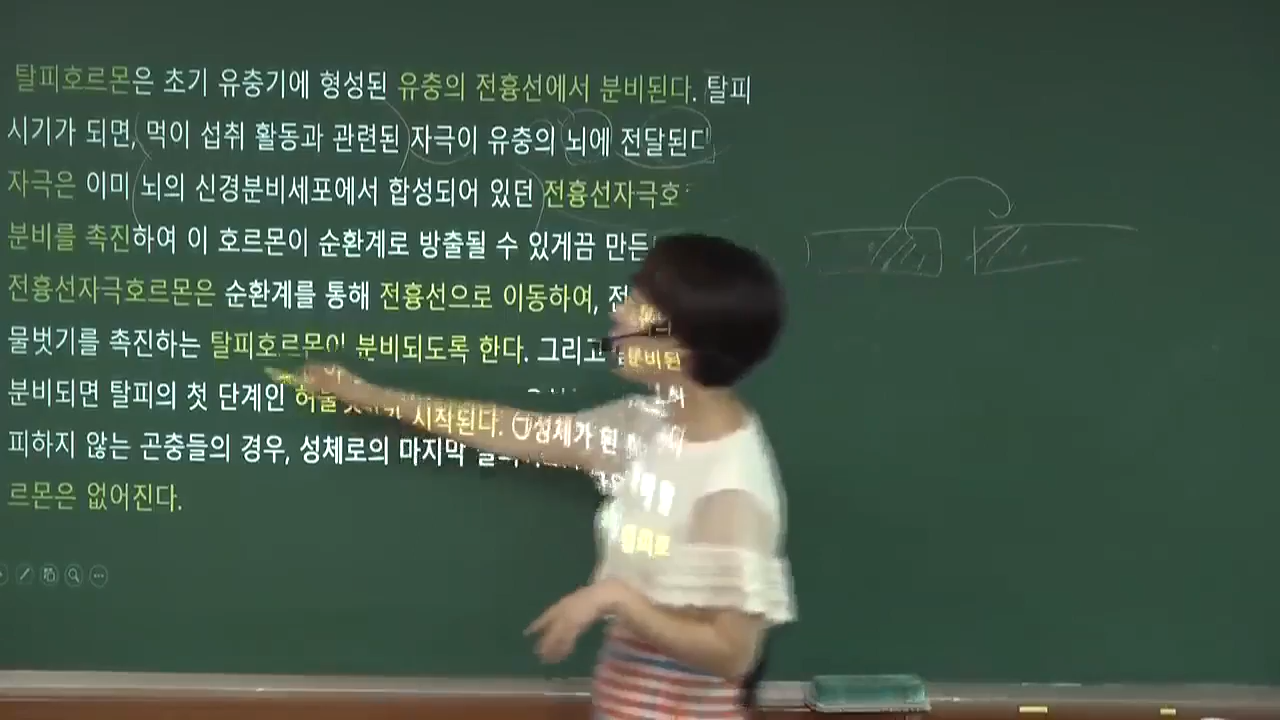 탈피호르몬은 초기 유충기에 형성된 유충의 전흉선에서 분비된다. 탈피
시기가 되면, 먹이 섭취 활동과 관련된 자극이 유충의 뇌에 전달된다
자극은 이미 뇌의 신경분비세포에서 합성되어 있던 전흉선자극호
분비를 촉진하여 이 호르몬이 순환계로 방출될 수 있게끔 만든
전흉선자극호르몬은 순환계를 통해 전흉선으로 이동하여, 전
물벗기를 촉진하는 탈피호르몬이 분비되도록 한다. 그리고 분비된
분비되면 탈피의 첫 단계인 허물벗기가 시작된다. 성체가 된
피하지 않는 곤충들의 경우, 성체로의 마지막
르몬은 없어진다.